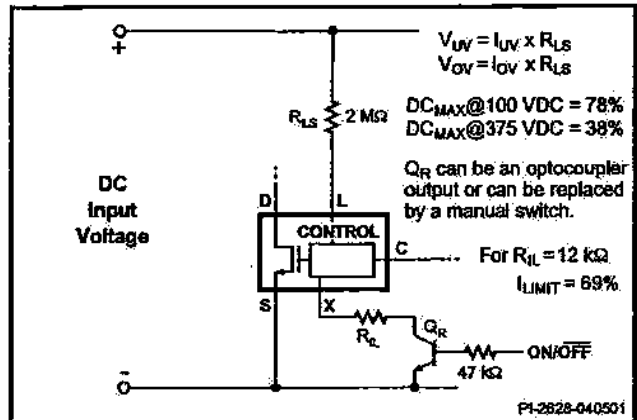 +
V_UV = I_UV x R_LS
V_OV = I_OV x R_LS
DC_MAX@100 VDC = 78%
DC_MAX@375 VDC = 38%
R_LS
2 MΩ
Q_R can be an optocoupler
output or can be replaced
by a manual switch.
DC
Input
Voltage
D
L
CONTROL
C
For R_IL = 12 kΩ
I_LIMIT = 69%
S
X
R_IL
Q_R
ON/OFF
47 kΩ
-
PI-2628-040501